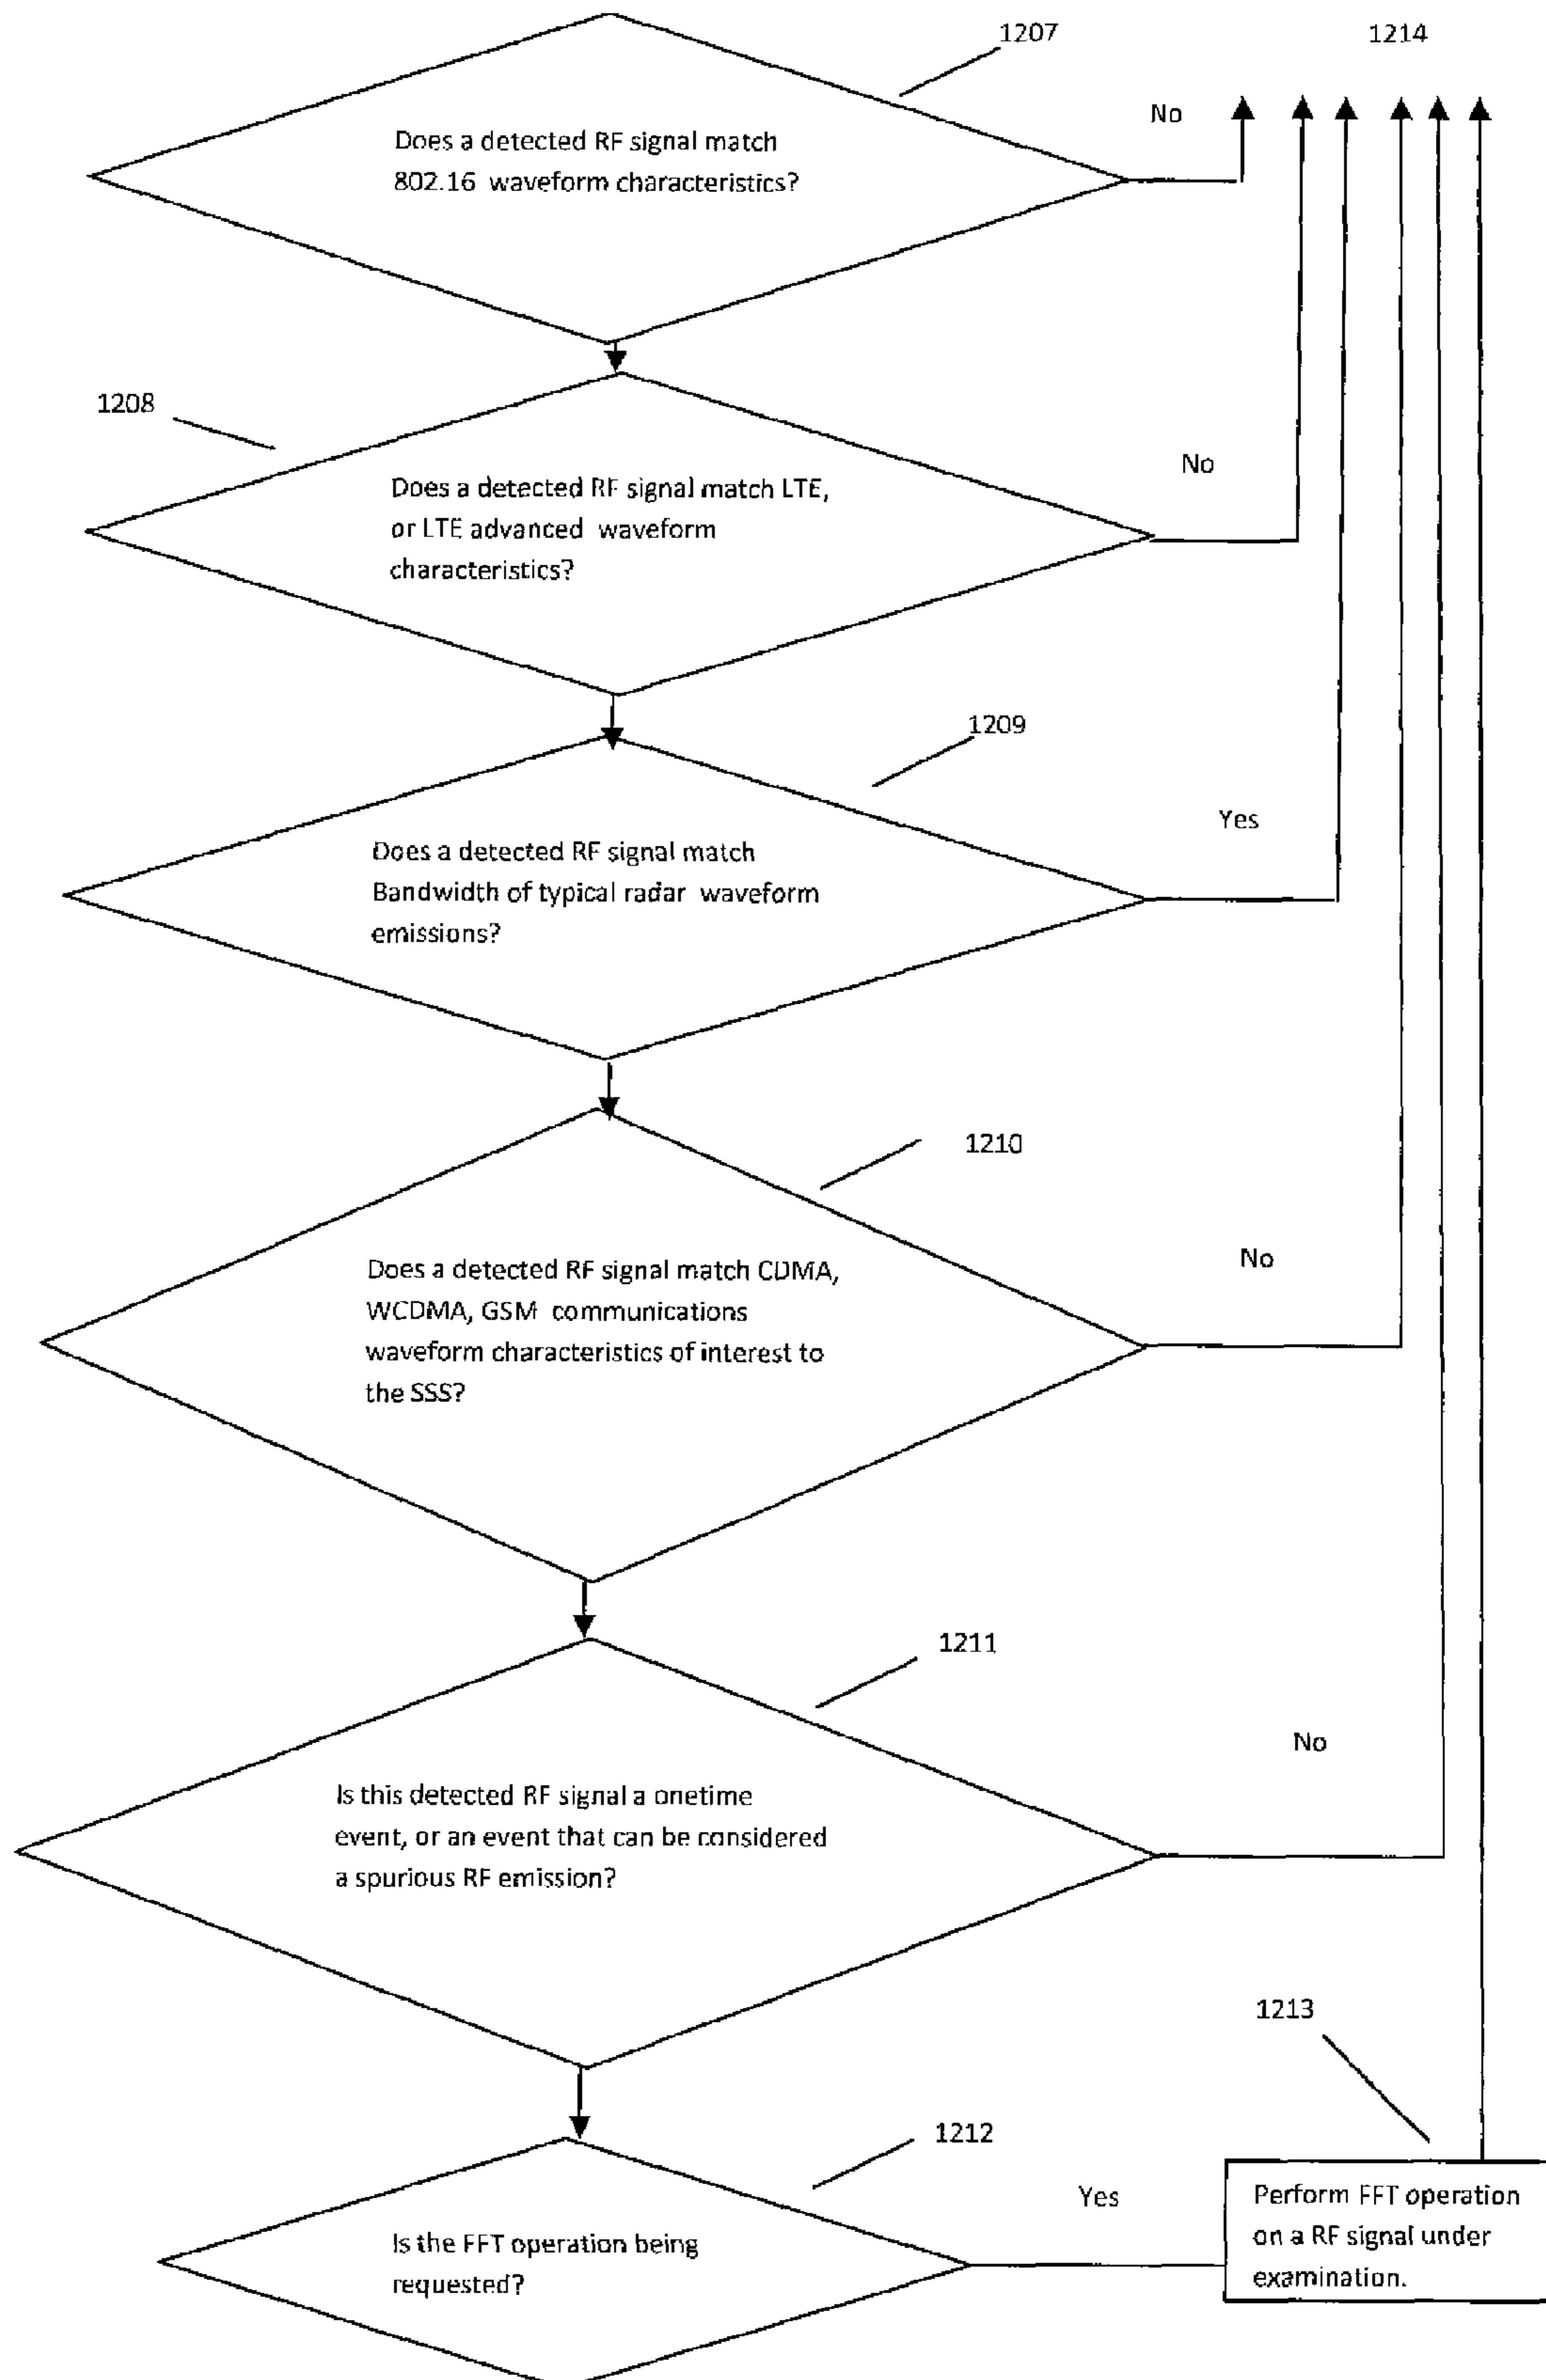 1207
1214
No
Does a detected RF signal match
802.16 waveform characteristics?
1208
No
Does a detected RF signal match LTE,
or LTE advanced waveform
characteristics?
1209
Yes
Does a detected RF signal match
Bandwidth of typical radar waveform
emissions?
1210
No
Does a detected RF signal match CDMA,
WCDMA, GSM communications
waveform characteristics of interest to
the SSS?
1211
No
Is this detected RF signal a onetime
event, or an event that can be considered
a spurious RF emission?
1213
1212
Yes
Perform FFT operation
on a RF signal under
examination.
Is the FFT operation being
requested?